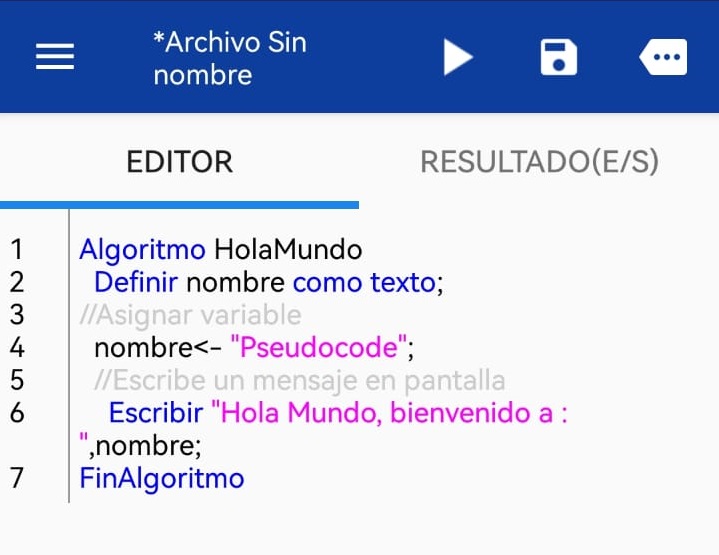 *Archivo Sin
nombre
EDITOR RESULTADO(E/S)
1 Algoritmo HolaMundo
2 Definir nombre como texto;
3 //Asignar variable
4 nombre<- "Pseudocode";
5 //Escribe un mensaje en pantalla
6 Escribir "Hola Mundo, bienvenido a :
",nombre;
7 FinAlgoritmo